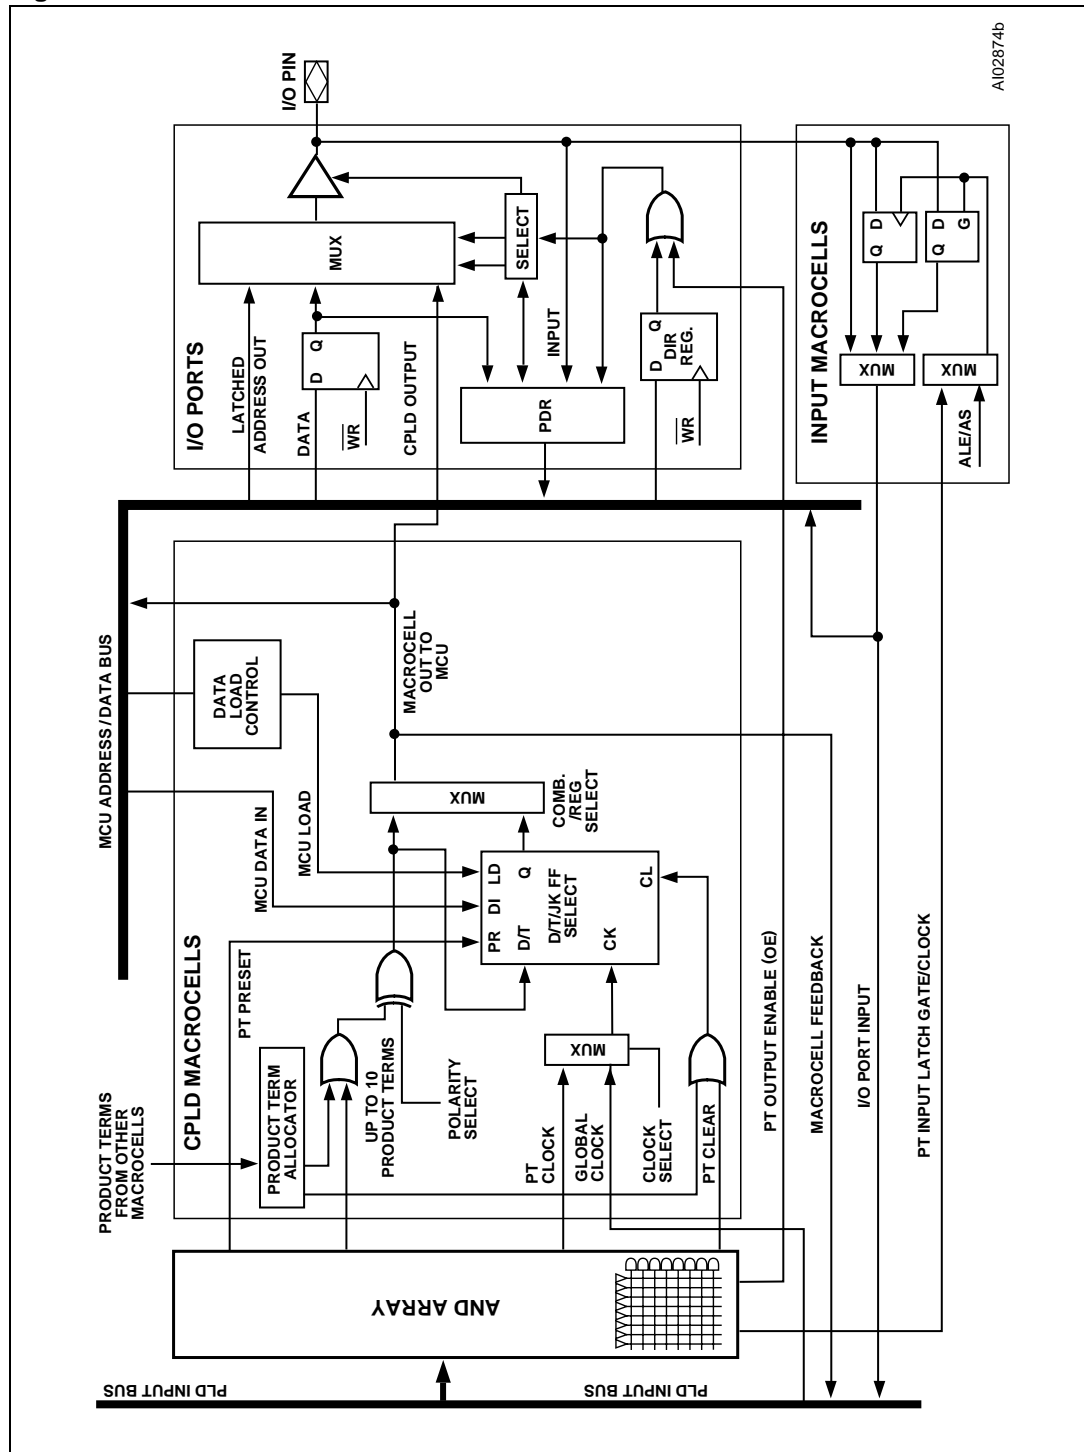 AI02874b
I/O PIN
I/O PORTS
MUX
SELECT
LATCHED
ADDRESS OUT
DATA
D
Q
WR
CPLD OUTPUT
INPUT
PDR
D
Q
DIR
REG.
WR
INPUT MACROCELLS
Q
D
Q
D
G
MUX
MUX
ALE/AS
MCU ADDRESS / DATA BUS
DATA
LOAD
CONTROL
MACROCELL
OUT TO
MCU
MCU DATA IN
MCU LOAD
MUX
COMB.
/REG
SELECT
CPLD MACROCELLS
PT PRESET
PR
DI
LD
D/T
Q
D/T/JK FF
SELECT
CK
CL
PRODUCT TERMS
FROM OTHER
MACROCELLS
PRODUCT TERM
ALLOCATOR
UP TO 10
PRODUCT TERMS
POLARITY
SELECT
PT
CLOCK
GLOBAL
CLOCK
MUX
CLOCK
SELECT
PT CLEAR
PT OUTPUT ENABLE (OE)
MACROCELL FEEDBACK
I/O PORT INPUT
PT INPUT LATCH GATE/CLOCK
AND ARRAY
PLD INPUT BUS
PLD INPUT BUS